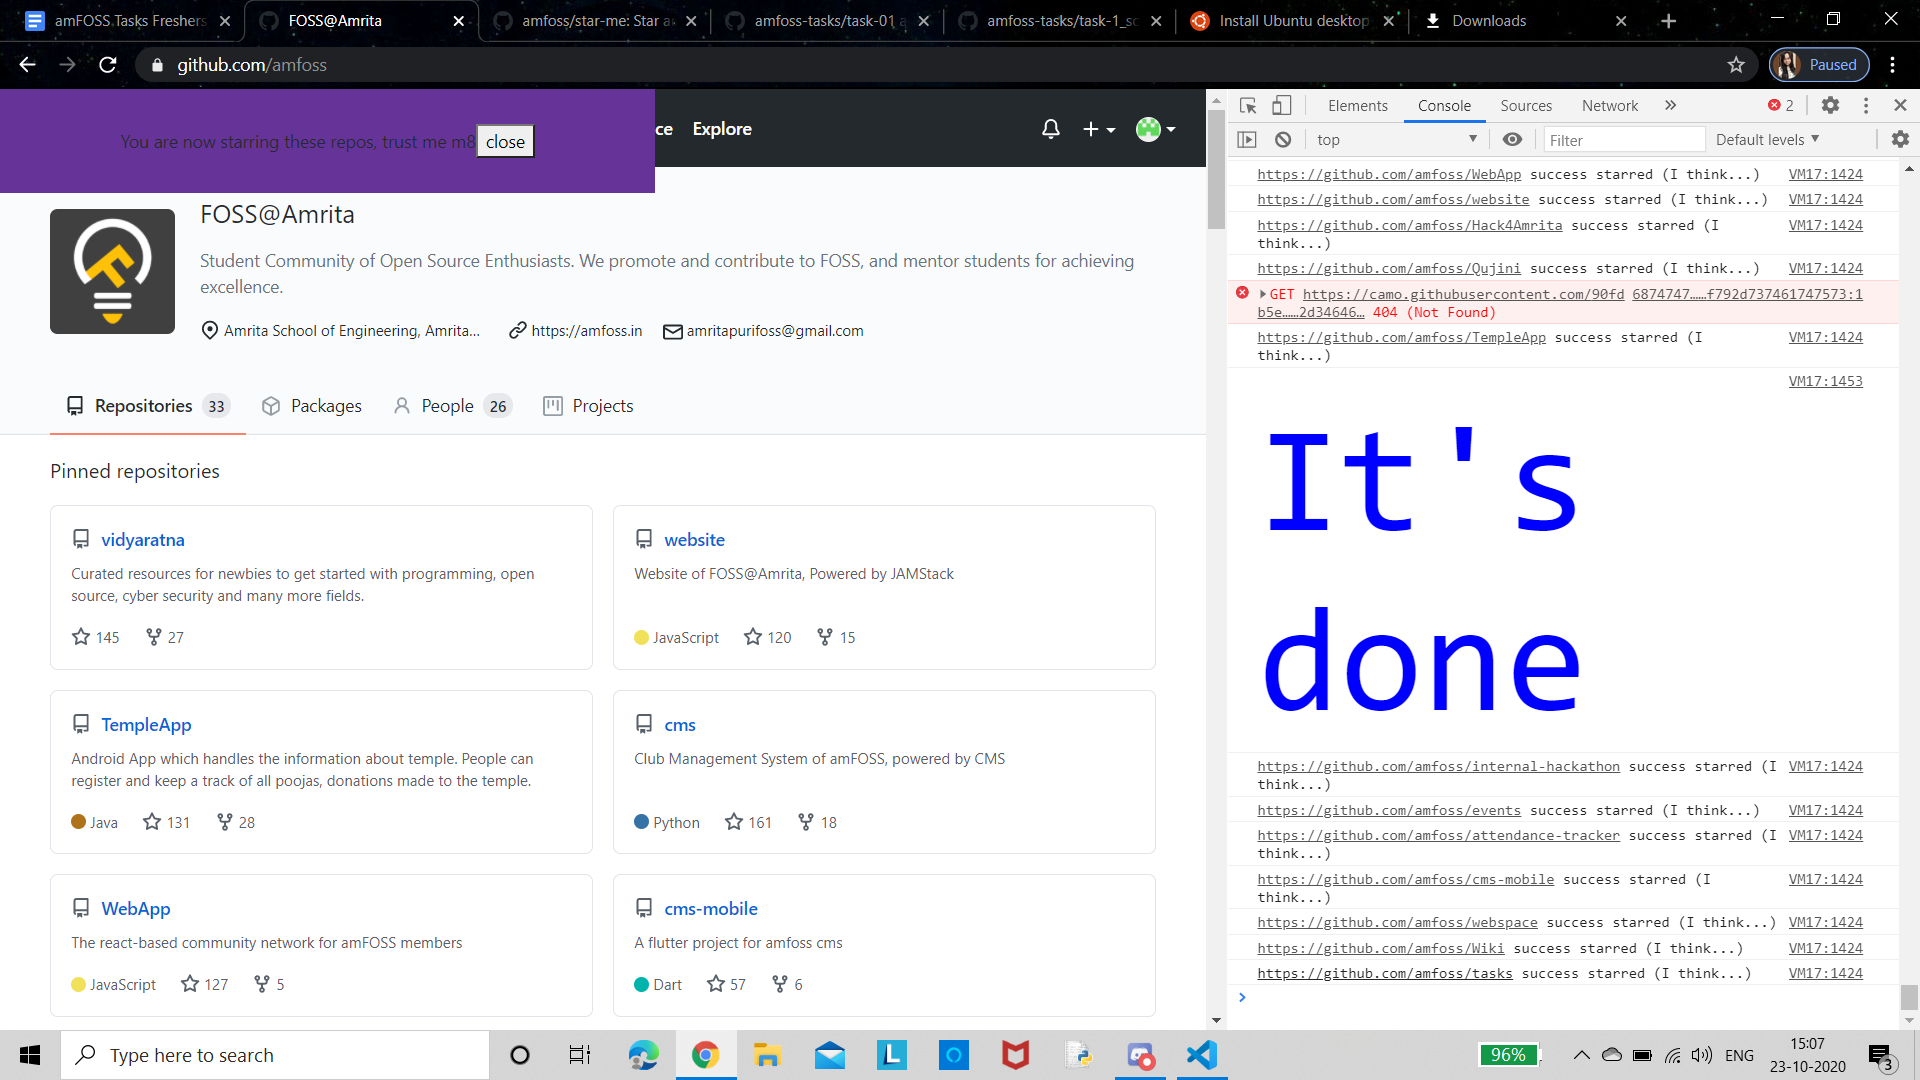 amFOSS Tasks Freshers
FOSS@Amrita
amfoss/star-me: Star a
amfoss-tasks/task-01
amfoss-tasks/task-1_sc
Install Ubuntu desktop
Downloads
github.com/amfoss
Paused
You are now starring these repos, trust me m8
close
ce Explore
FOSS@Amrita
Student Community of Open Source Enthusiasts. We promote and contribute to FOSS, and mentor students for achieving
excellence.
Amrita School of Engineering, Amrita...
https://amfoss.in
amritapurifoss@gmail.com
Repositories 33
Packages
People 26
Projects
Pinned repositories
vidyaratna
Curated resources for newbies to get started with programming, open
source, cyber security and many more fields.
145 27
website
Website of FOSS@Amrita, Powered by JAMStack
JavaScript 120 15
TempleApp
Android App which handles the information about temple. People can
register and keep a track of all poojas, donations made to the temple.
Java 131 28
cms
Club Management System of amFOSS, powered by CMS
Python 161 18
WebApp
The react-based community network for amFOSS members
JavaScript 127 5
cms-mobile
A flutter project for amfoss cms
Dart 57 6
Elements Console Sources Network » 2
top Filter Default levels
https://github.com/amfoss/WebApp success starred (I think...) VM17:1424
https://github.com/amfoss/website success starred (I think...) VM17:1424
https://github.com/amfoss/Hack4Amrita success starred (I VM17:1424
think...)
https://github.com/amfoss/Qujini success starred (I think...) VM17:1424
GET https://camo.githubusercontent.com/90fd 6874747……f792d737461747573:1
b5e……2d34646… 404 (Not Found)
https://github.com/amfoss/TempleApp success starred (I VM17:1424
think...)
VM17:1453
It's
done
https://github.com/amfoss/internal-hackathon success starred (I VM17:1424
think...)
https://github.com/amfoss/events success starred (I think...) VM17:1424
https://github.com/amfoss/attendance-tracker success starred (I VM17:1424
think...)
https://github.com/amfoss/cms-mobile success starred (I VM17:1424
think...)
https://github.com/amfoss/webspace success starred (I think...) VM17:1424
https://github.com/amfoss/Wiki success starred (I think...) VM17:1424
https://github.com/amfoss/tasks success starred (I think...) VM17:1424
Type here to search
L
96%
ENG
15:07
23-10-2020
3